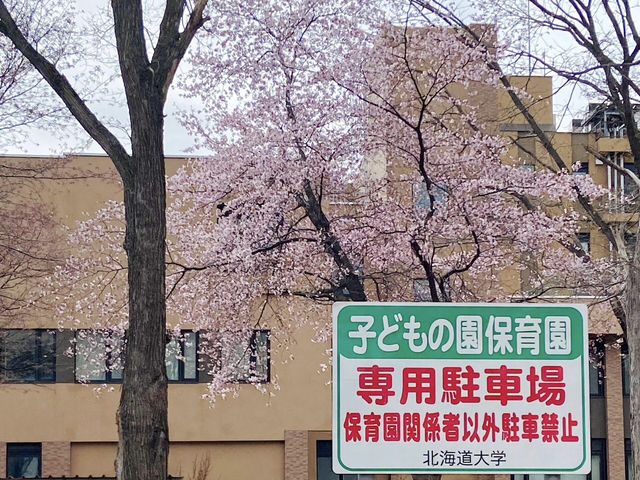 子どもの園保育園
専用駐車場
保育園関係者以外駐車禁止
北海道大学